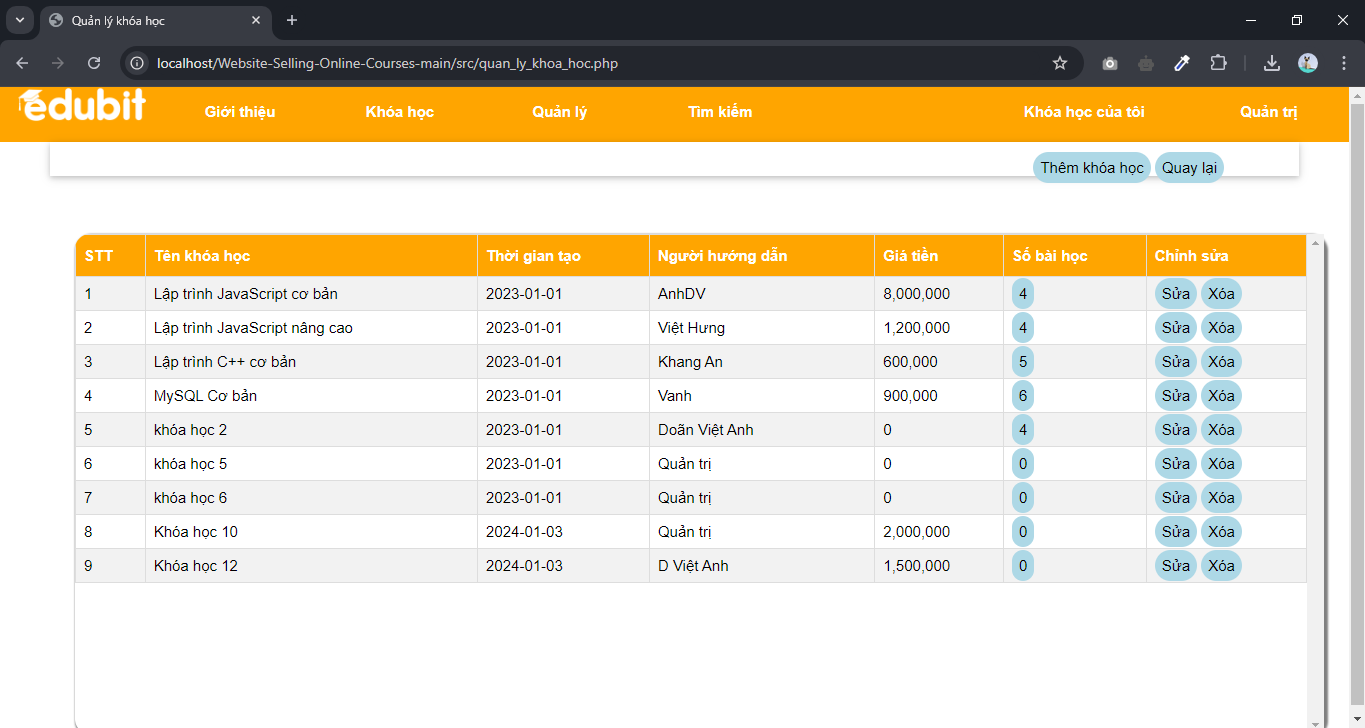 Quản lý khóa học
localhost/Website-Selling-Online-Courses-main/src/quan_ly_khoa_hoc.php
edubit Giới thiệu Khóa học Quản lý Tìm kiếm Khóa học của tôi Quản trị
Thêm khóa học Quay lại
STT Tên khóa học Thời gian tạo Người hướng dẫn Giá tiền Số bài học Chỉnh sửa
1 Lập trình JavaScript cơ bản 2023-01-01 AnhDV 8,000,000 4 Sửa Xóa
2 Lập trình JavaScript nâng cao 2023-01-01 Việt Hưng 1,200,000 4 Sửa Xóa
3 Lập trình C++ cơ bản 2023-01-01 Khang An 600,000 5 Sửa Xóa
4 MySQL Cơ bản 2023-01-01 Vanh 900,000 6 Sửa Xóa
5 khóa học 2 2023-01-01 Doãn Việt Anh 0 4 Sửa Xóa
6 khóa học 5 2023-01-01 Quản trị 0 0 Sửa Xóa
7 khóa học 6 2023-01-01 Quản trị 0 0 Sửa Xóa
8 Khóa học 10 2024-01-03 Quản trị 2,000,000 0 Sửa Xóa
9 Khóa học 12 2024-01-03 D Việt Anh 1,500,000 0 Sửa Xóa